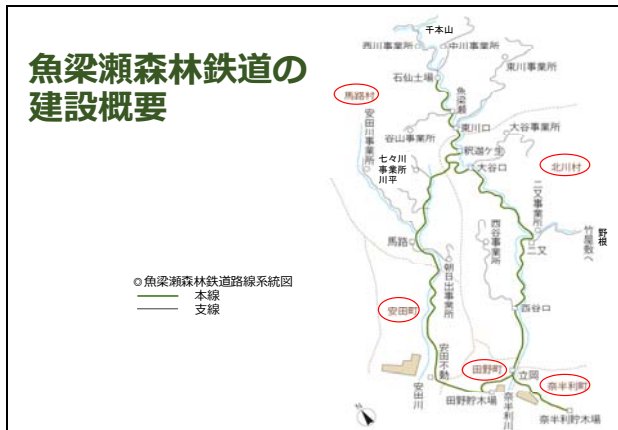 魚梁瀬森林鉄道の
建設概要
千本山
西川事業所
中川事業所
東川事業所
石仙土場
馬路村
魚梁瀬
安田川事業所
谷山事業所
東川口
大谷事業所
釈迦ケ生
七々川
事業所
川平
大谷口
北川村
二又事業所
竹屋敷へ
野根
西谷事業所
二又
馬路
朝日出事業所
◎魚梁瀬森林鉄道路線系統図
本線
支線
西谷口
安田町
安田不動
田野町
立岡
奈半利町
安田川
田野貯木場
奈半利川
奈半利貯木場
N